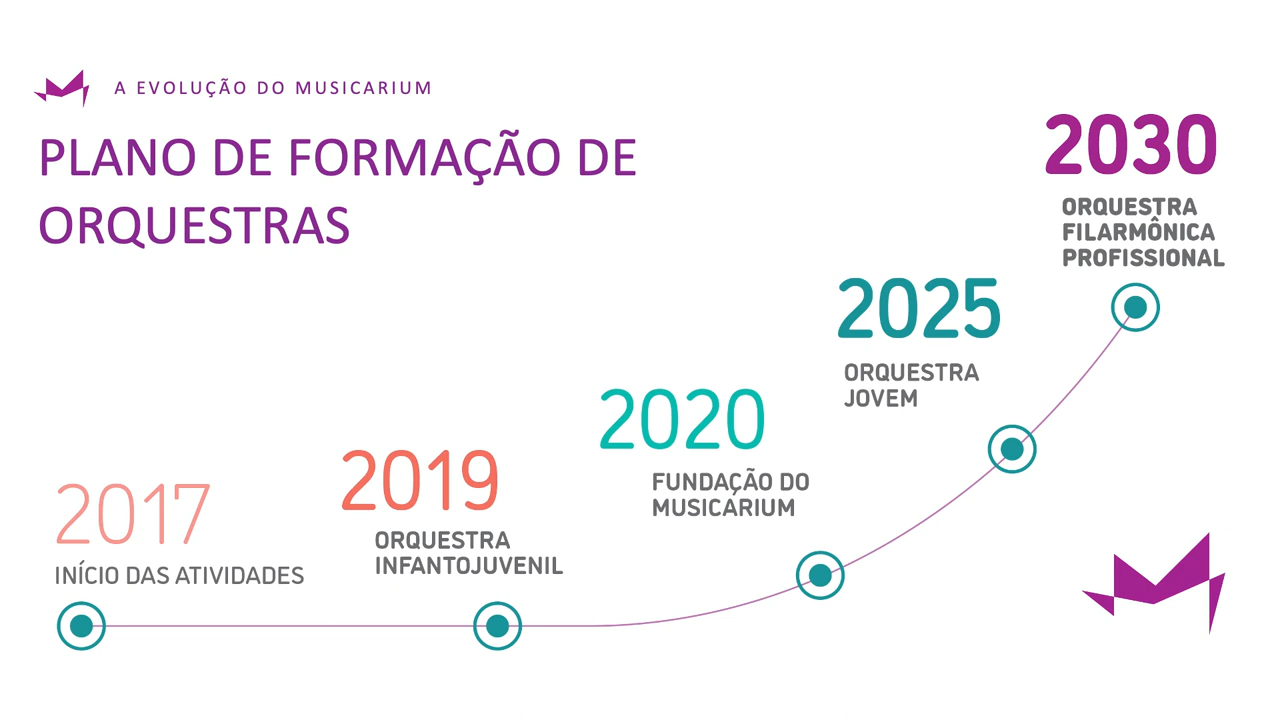 A EVOLUÇÃO DO MUSICARIUM
PLANO DE FORMAÇÃO DE
ORQUESTRAS
2017
INÍCIO DAS ATIVIDADES
2019
ORQUESTRA
INFANTOJUVENIL
2020
FUNDAÇÃO DO
MUSICARIUM
2025
ORQUESTRA
JOVEM
2030
ORQUESTRA
FILARMÔNICA
PROFISSIONAL